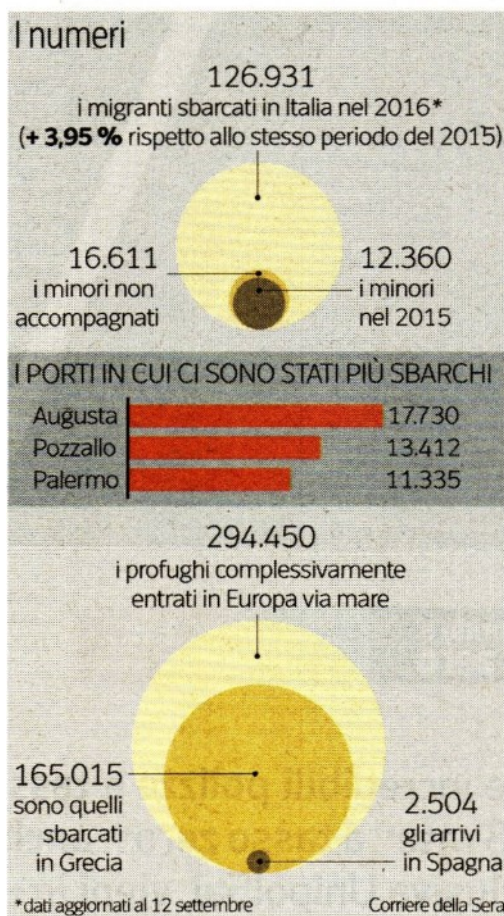 I numeri
126.931
i migranti sbarcati in Italia nel 2016*
(+ 3,95 % rispetto allo stesso periodo del 2015)
16.611
i minori non
accompagnati
12.360
i minori
nel 2015
I PORTI IN CUI CI SONO STATI PIÙ SBARCHI
Augusta 17.730
Pozzallo 13.412
Palermo 11.335
294.450
i profughi complessivamente
entrati in Europa via mare
165.015
sono quelli
sbarcati
in Grecia
2.504
gli arrivi
in Spagna
*dati aggiornati al 12 settembre Corriere della Sera